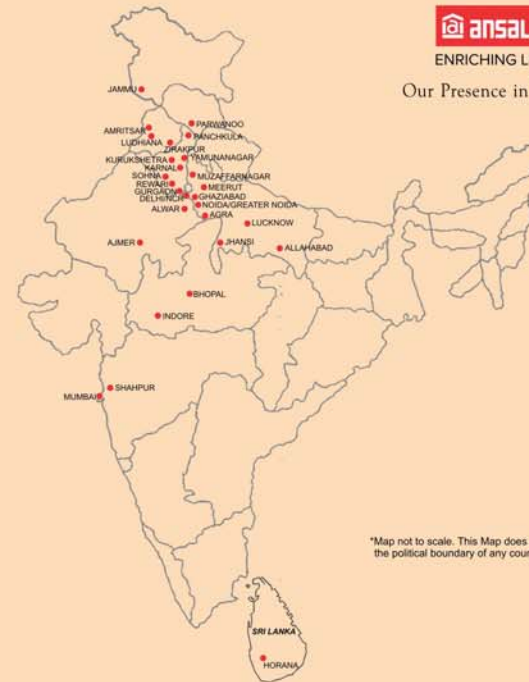 ansal
ENRICHING L
Our Presence in
JAMMU
AMRITSAR
PARWANOO
LUDHIANA
PANCHKULA
ZIRAKPUR
KURUKSHETRA
YAMUNANAGAR
KARNAL
SOHNA
MUZAFFARNAGAR
REWARI
MEERUT
GURGAON
GHAZIABAD
DELHI/NCR
NOIDA/GREATER NOIDA
ALWAR
AGRA
LUCKNOW
AJMER
JHANSI
ALLAHABAD
BHOPAL
INDORE
SHAHPUR
MUMBAI
*Map not to scale. This Map does
the political boundary of any cour
SRI LANKA
HORANA